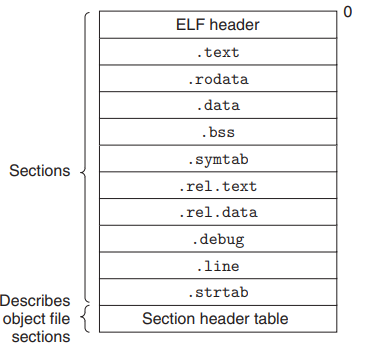 0
ELF header
.text
.rodata
.data
.bss
.symtab
Sections
.rel.text
.rel.data
.debug
.line
.strtab
Describes
object file
sections
Section header table